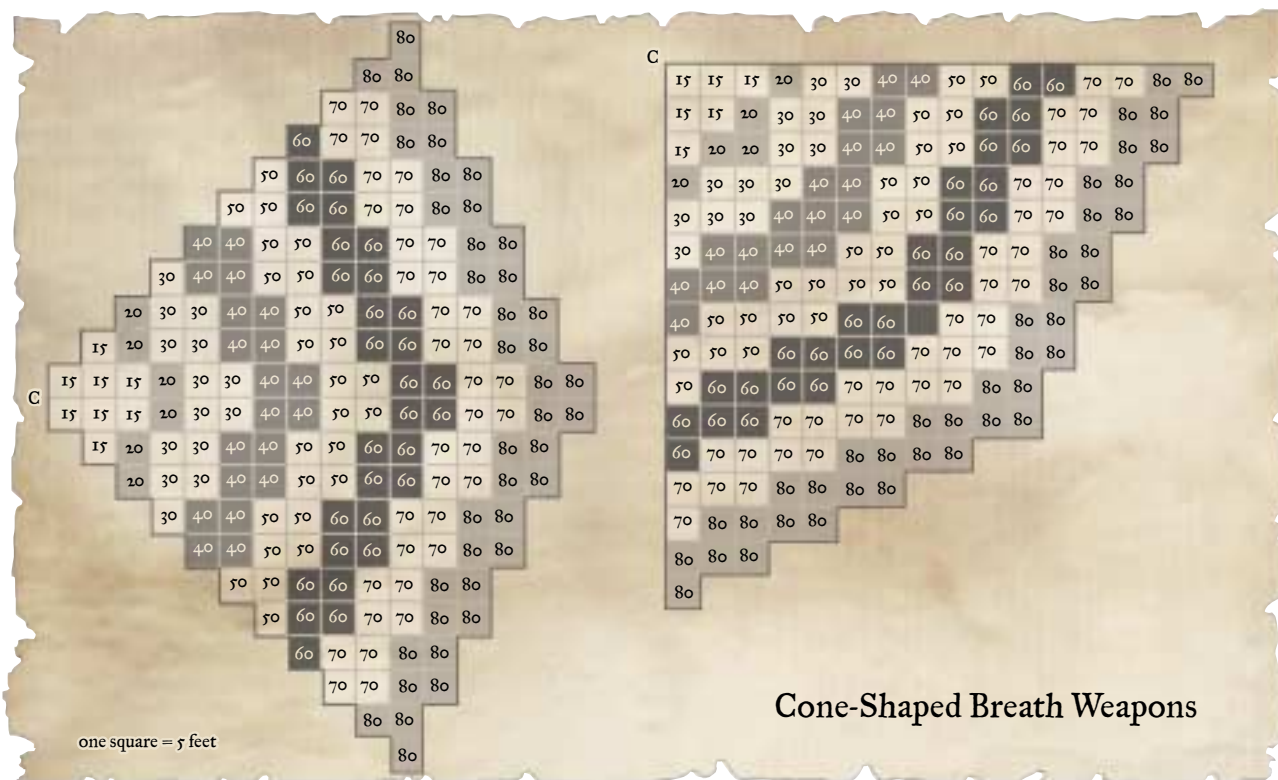 80
80 80
70 70 80 80
60 70 70 80 80
50 60 60 70 70 80 80
50 50 60 60 70 70 80 80
40 40 50 50 60 60 70 70 80 80
30 40 40 50 50 60 60 70 70 80 80
20 30 30 40 40 50 50 60 60 70 70 80 80
15 20 30 30 40 40 50 50 60 60 70 70 80 80
15 15 15 20 30 30 40 40 50 50 60 60 70 70 80 80
C
15 15 15 20 30 30 40 40 50 50 60 60 70 70 80 80
15 20 30 30 40 40 50 50 60 60 70 70 80 80
20 30 30 40 40 50 50 60 60 70 70 80 80
30 40 40 50 50 60 60 70 70 80 80
40 40 50 50 60 60 70 70 80 80
50 50 60 60 70 70 80 80
50 60 60 70 70 80 80
60 70 70 80 80
70 70 80 80
80 80
80
one square = 5 feet
C
15 15 15 20 30 30 40 40 50 50 60 60 70 70 80 80
15 15 20 30 30 40 40 50 50 60 60 70 70 80 80
15 20 20 30 30 40 40 50 50 60 60 70 70 80 80
20 30 30 30 40 40 50 50 60 60 70 70 80 80
30 30 30 40 40 40 50 50 60 60 70 70 80 80
30 40 40 40 40 50 50 60 60 70 70 80 80
40 40 40 50 50 50 50 60 60 70 70 80 80
40 50 50 50 50 60 60 70 70 80 80
50 50 50 60 60 60 60 70 70 70 80 80
50 60 60 60 60 70 70 70 70 80 80
60 60 60 70 70 70 70 80 80 80 80
60 70 70 70 70 80 80 80 80
70 70 70 80 80 80 80
70 80 80 80 80
80 80 80
80
Cone-Shaped Breath Weapons